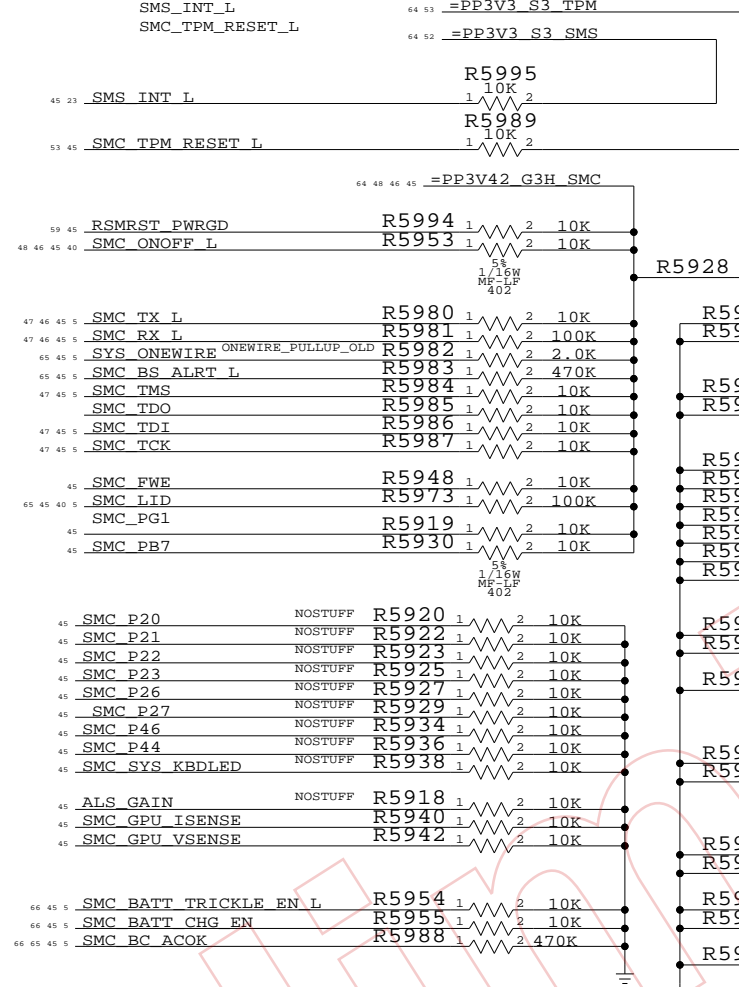 SMS_INT_L
64 53 =PP3V3_S3_TPM
SMC_TPM_RESET_L
64 52 =PP3V3_S3_SMS
R5995
10K
45 23 SMS_INT_L 1 2
R5989
10K
53 45 SMC_TPM_RESET_L 1 2
64 48 46 45 =PP3V42_G3H_SMC
59 45 RSMRST_PWRGD R5994 1 2 10K
48 46 45 40 SMC_ONOFF_L R5953 1 2 10K
5%
1/16W
MF-LF
402
R5928
47 46 45 5 SMC_TX_L R5980 1 2 10K
47 46 45 5 SMC_RX_L R5981 1 2 100K
65 45 5 SYS_ONEWIRE ONEWIRE_PULLUP_OLD R5982 1 2 2.0K
65 45 5 SMC_BS_ALRT_L R5983 1 2 470K
47 45 5 SMC_TMS R5984 1 2 10K
SMC_TDO R5985 1 2 10K
47 45 5 SMC_TDI R5986 1 2 10K
47 45 5 SMC_TCK R5987 1 2 10K
45 SMC_FWE R5948 1 2 10K
65 45 40 5 SMC_LID R5973 1 2 100K
SMC_PG1
45 R5919 1 2 10K
45 SMC_PB7 R5930 1 2 10K
5%
1/16W
MF-LF
402
45 SMC_P20 NOSTUFF R5920 1 2 10K
45 SMC_P21 NOSTUFF R5922 1 2 10K
45 SMC_P22 NOSTUFF R5923 1 2 10K
45 SMC_P23 NOSTUFF R5925 1 2 10K
45 SMC_P26 NOSTUFF R5927 1 2 10K
45 SMC_P27 NOSTUFF R5929 1 2 10K
45 SMC_P46 NOSTUFF R5934 1 2 10K
45 SMC_P44 NOSTUFF R5936 1 2 10K
45 SMC_SYS_KBDLED NOSTUFF R5938 1 2 10K
45 ALS_GAIN NOSTUFF R5918 1 2 10K
45 SMC_GPU_ISENSE R5940 1 2 10K
45 SMC_GPU_VSENSE R5942 1 2 10K
66 45 5 SMC_BATT_TRICKLE_EN_L R5954 1 2 10K
66 45 5 SMC_BATT_CHG_EN R5955 1 2 10K
66 65 45 5 SMC_BC_ACOK R5988 1 2 470K